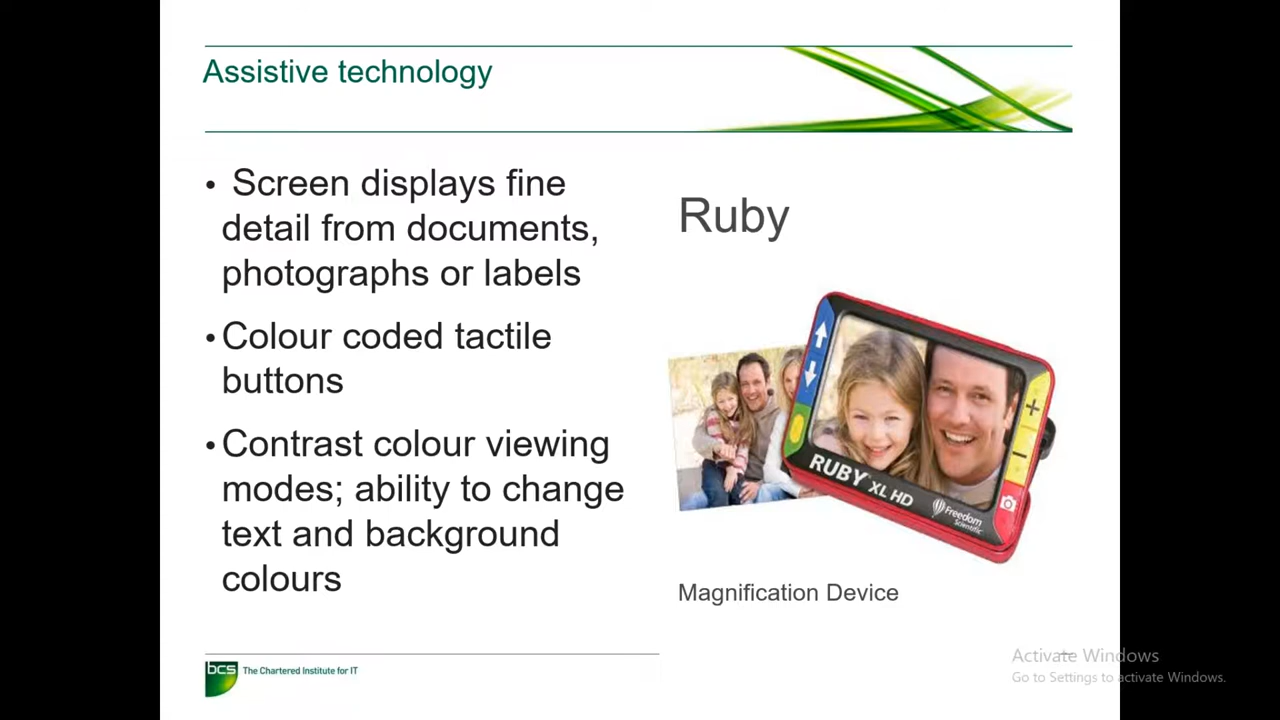 Assistive technology
• Screen displays fine
detail from documents,
photographs or labels
• Colour coded tactile
buttons
• Contrast colour viewing
modes; ability to change
text and background
colours
Ruby
+
−
RUBY XL HD
Freedom
Scientific
Magnification Device
bcs The Chartered Institute for IT
Activate Windows
Go to Settings to activate Windows.